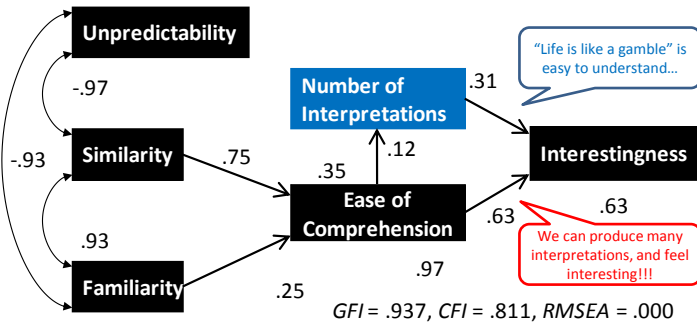 Unpredictability
“Life is like a gamble” is
easy to understand…
-.97
Number of
Interpretations
.31
-.93
Similarity
.75
.35
.12
Interestingness
Ease of
Comprehension
.63
.63
.93
We can produce many
interpretations, and feel
interesting!!!
.97
Familiarity
.25
GFI = .937, CFI = .811, RMSEA = .000